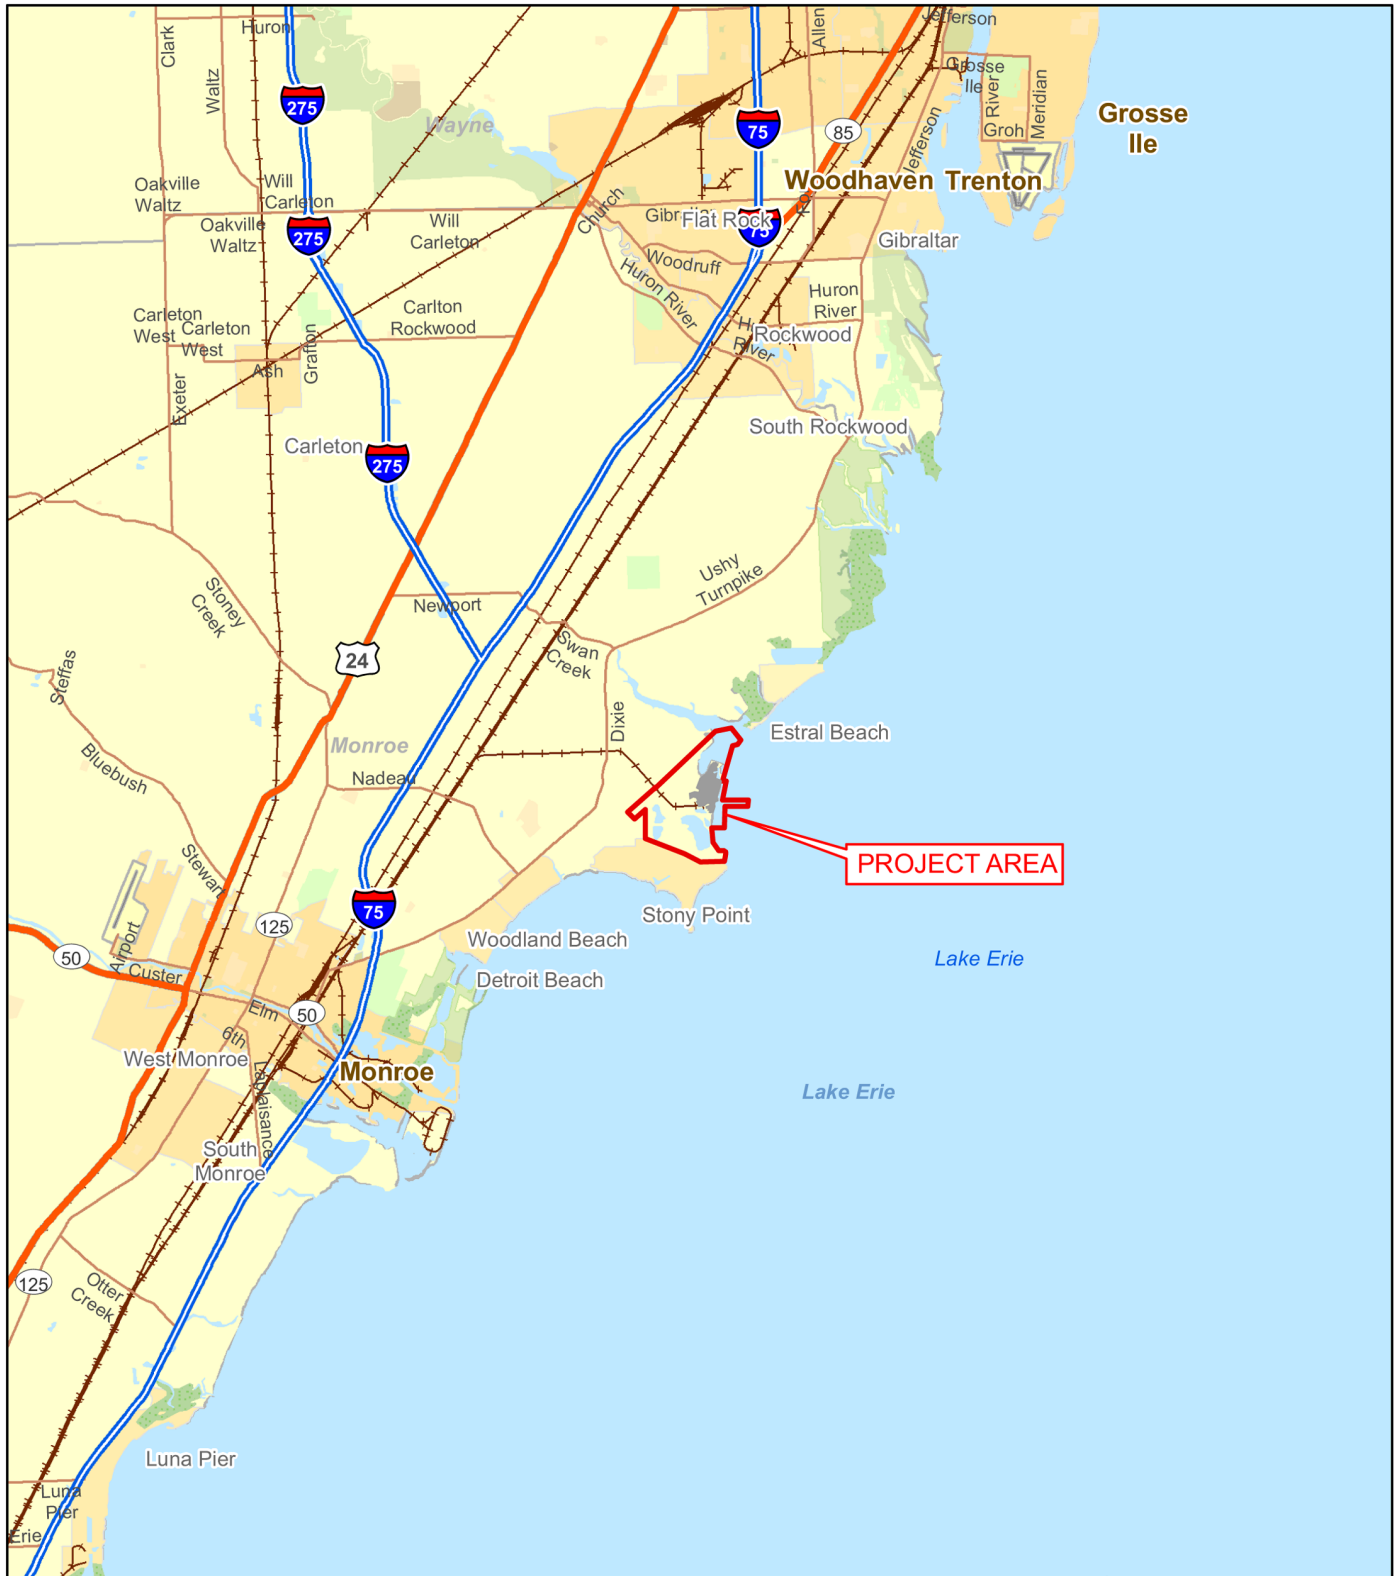 Clark
Huron
Waltz
275
Allen
Jefferson
Grosse
Ile
River
Meridian
Groh
Grosse
Ile
Wayne
75
85
Jefferson
Woodhaven
Trenton
Oakville
Waltz
Will
Carleton
Oakville
Waltz
275
Will
Carleton
Church
Flat Rock
75
Gibraltar
Woodruff
Huron River
Carleton
West
Carleton
West
Carlton
Rockwood
Grafton
Ash
Exeter
Huron
River
River
Rockwood
South Rockwood
Carleton
275
Stoney
Creek
Newport
Ushy
Turnpike
Swan
Creek
24
Steffas
Dixie
Bluebush
Monroe
Nadeau
Estral Beach
PROJECT AREA
Stewart
75
125
Stony Point
Airport
50
Custer
Woodland Beach
Detroit Beach
Lake Erie
Elm
50
6th
West Monroe
Monroe
Lavaisance
Lake Erie
South
Monroe
125
Otter
Creek
Luna Pier
Luna
Pier
Erie